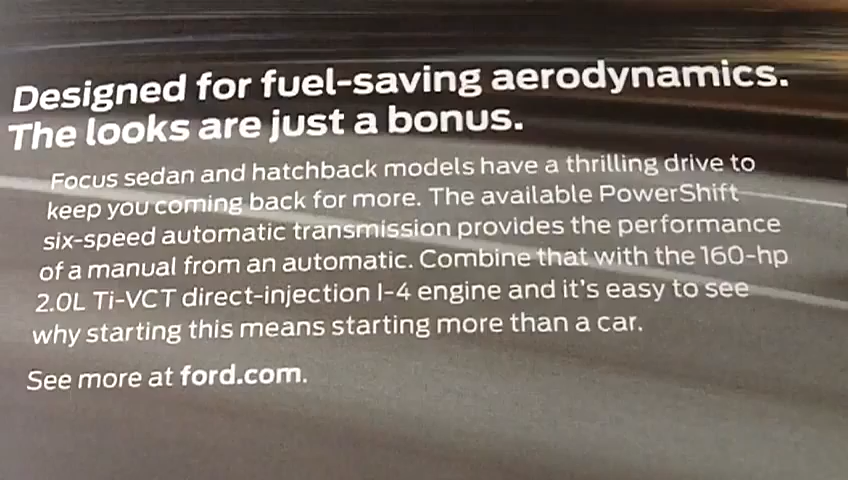 Designed for fuel-saving aerodynamics.
The looks are just a bonus.
Focus sedan and hatchback models have a thrilling drive to
keep you coming back for more. The available PowerShift
six-speed automatic transmission provides the performance
of a manual from an automatic. Combine that with the 160-hp
2.0L Ti-VCT direct-injection I-4 engine and it's easy to see
why starting this means starting more than a car.
See more at ford.com.